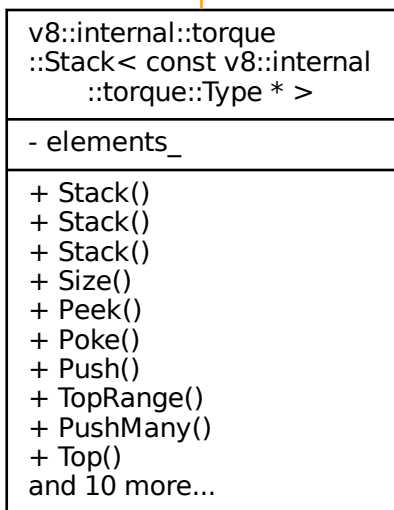 v8::internal::torque
::Stack< const v8::internal
::torque::Type * >
- elements_
+ Stack()
+ Stack()
+ Stack()
+ Size()
+ Peek()
+ Poke()
+ Push()
+ TopRange()
+ PushMany()
+ Top()
and 10 more...